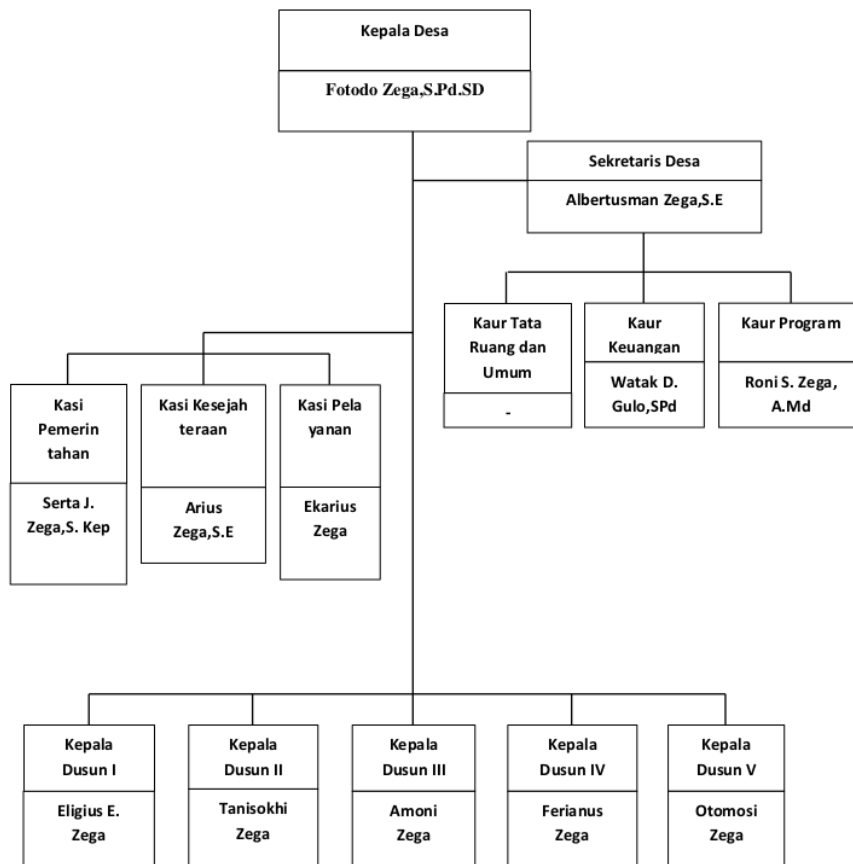 Kepala Desa
Fotodo Zega,S.Pd.SD
Sekretaris Desa
Albertusman Zega,S.E
Kaur Tata
Ruang dan
Umum
-
Kaur
Keuangan
Watak D.
Gulo,SPd
Kaur Program
Roni S. Zega,
A.Md
Kasi
Pemerin
tahan
Serta J.
Zega,S. Kep
Kasi Kesejah
teraan
Arius
Zega,S.E
Kasi Pela
yanan
Ekarius
Zega
Kepala
Dusun I
Eligius E.
Zega
Kepala
Dusun II
Tanisokhi
Zega
Kepala
Dusun III
Amoni
Zega
Kepala
Dusun IV
Ferianus
Zega
Kepala
Dusun V
Otomosi
Zega